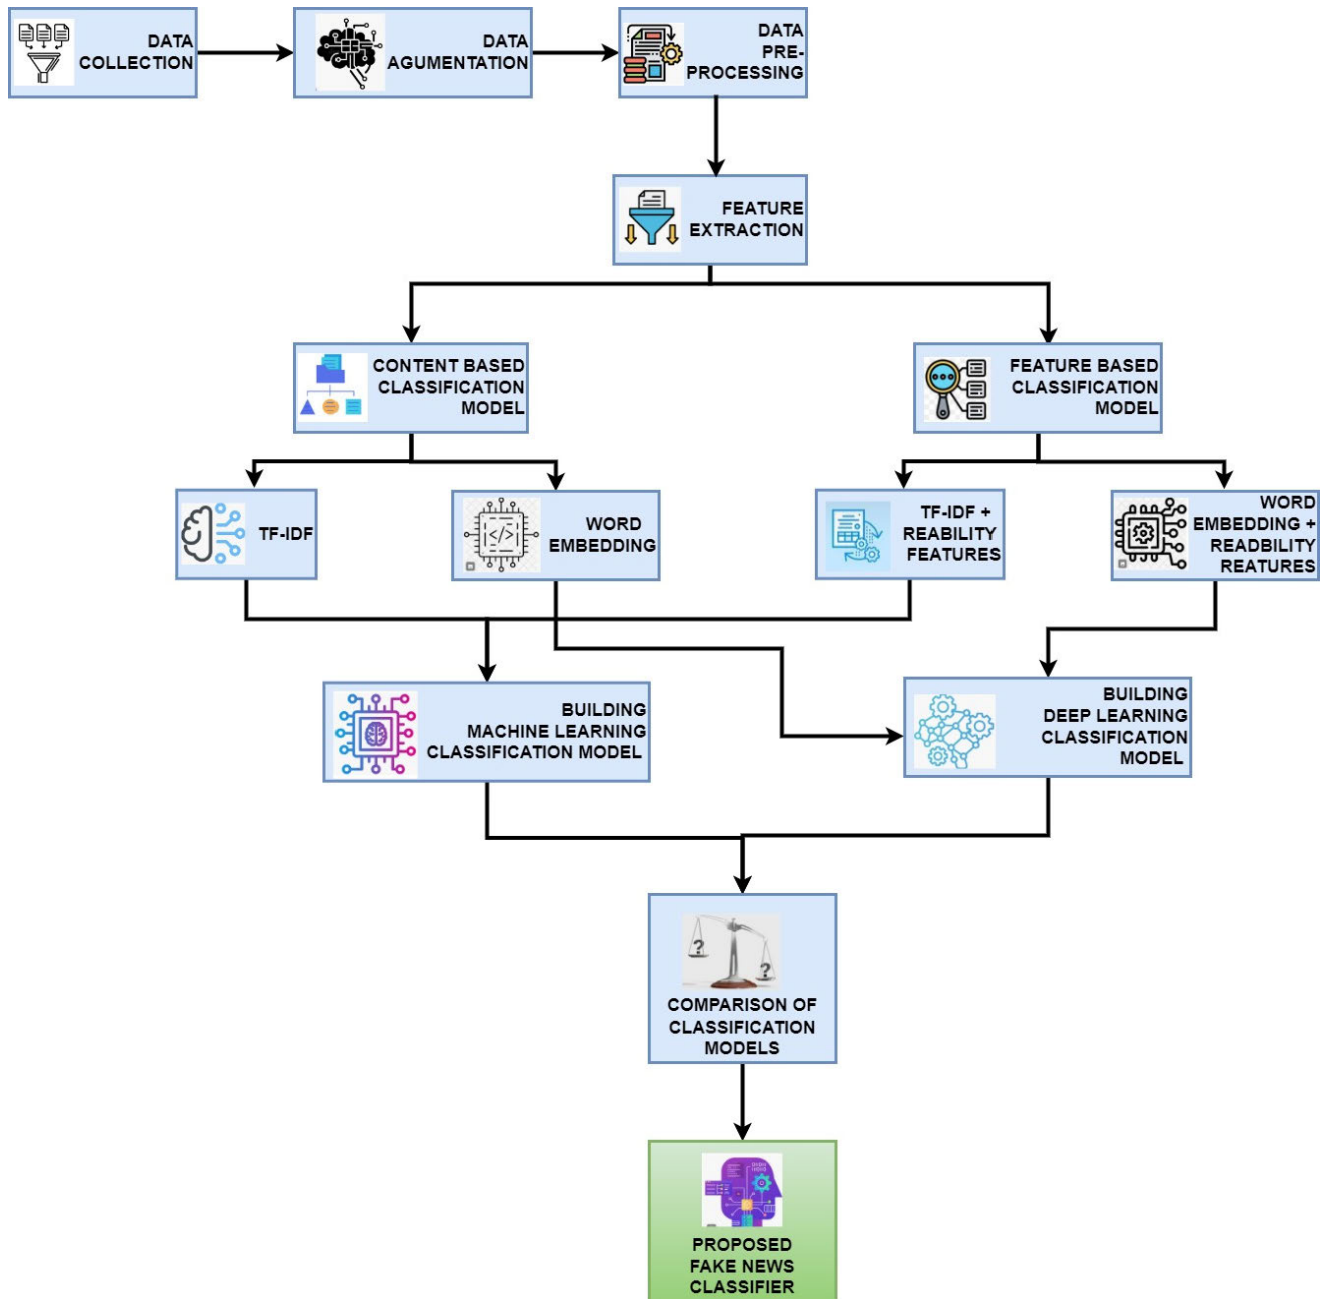 DATA
COLLECTION
DATA
AGUMENTATION
DATA
PRE-
PROCESSING
FEATURE
EXTRACTION
CONTENT BASED
CLASSIFICATION
MODEL
FEATURE BASED
CLASSIFICATION
MODEL
TF-IDF
WORD
EMBEDDING
TF-IDF +
REABILITY
FEATURES
WORD
EMBEDDING +
READBILITY
REATURES
BUILDING
MACHINE LEARNING
CLASSIFICATION MODEL
BUILDING
DEEP LEARNING
CLASSIFICATION
MODEL
? ?
COMPARISON OF
CLASSIFICATION
MODELS
PROPOSED
FAKE NEWS
CLASSIFIER